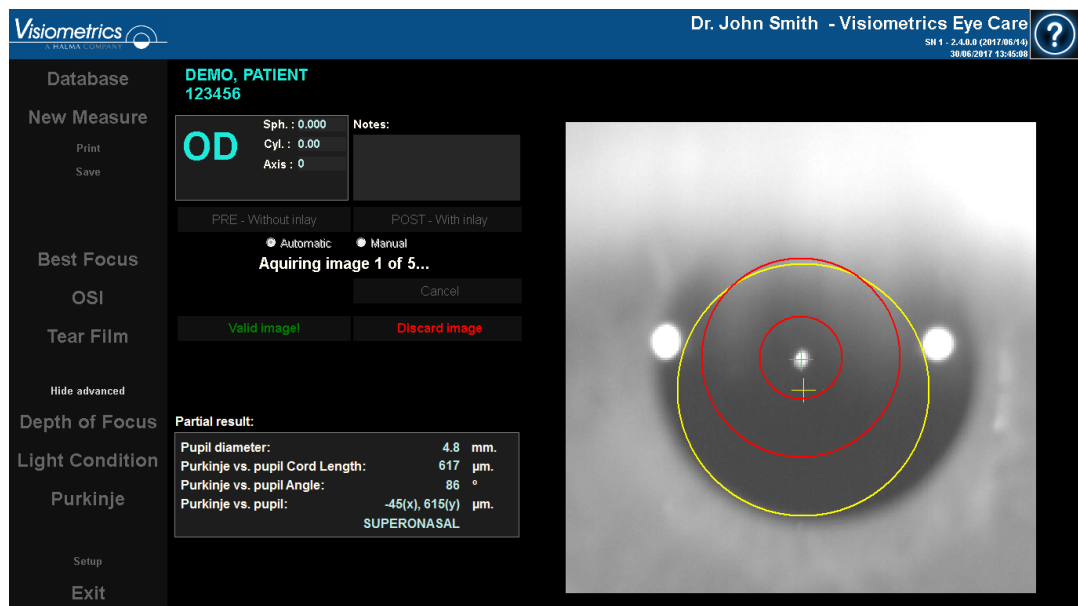 Visiometrics
A HALMA COMPANY
Dr. John Smith - Visiometrics Eye Care
SN 1 - 2.4.0.0 (2017/06/14)
30/06/2017 13:45:08
?
Database
New Measure
Print
Save
Best Focus
OSI
Tear Film
Hide advanced
Depth of Focus
Light Condition
Purkinje
Setup
Exit
DEMO, PATIENT
123456
OD
Sph. : 0.000
Cyl. : 0.00
Axis : 0
Notes:
PRE - Without inlay
POST - With inlay
Automatic
Manual
Aquiring image 1 of 5...
Cancel
Valid image!
Discard image
Partial result:
Pupil diameter: 4.8 mm.
Purkinje vs. pupil Cord Length: 617 µm.
Purkinje vs. pupil Angle: 86 º
Purkinje vs. pupil: -45(x), 615(y) µm.
SUPERONASAL